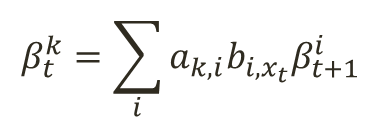 β_t^k = ∑_i a_{k,i} b_{i,x_t} β_{t+1}^i